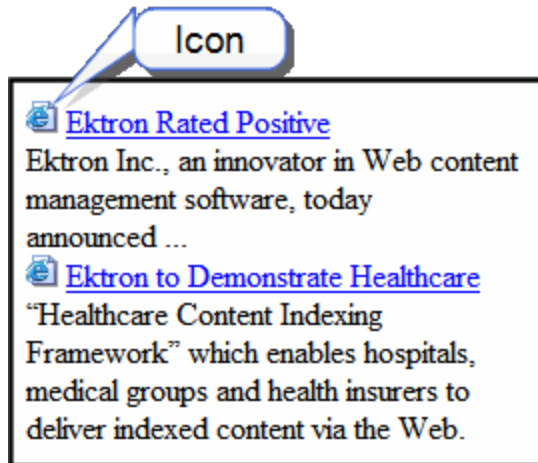 Icon
Ektron Rated Positive
Ektron Inc., an innovator in Web content
management software, today
announced ...
Ektron to Demonstrate Healthcare
“Healthcare Content Indexing
Framework” which enables hospitals,
medical groups and health insurers to
deliver indexed content via the Web.